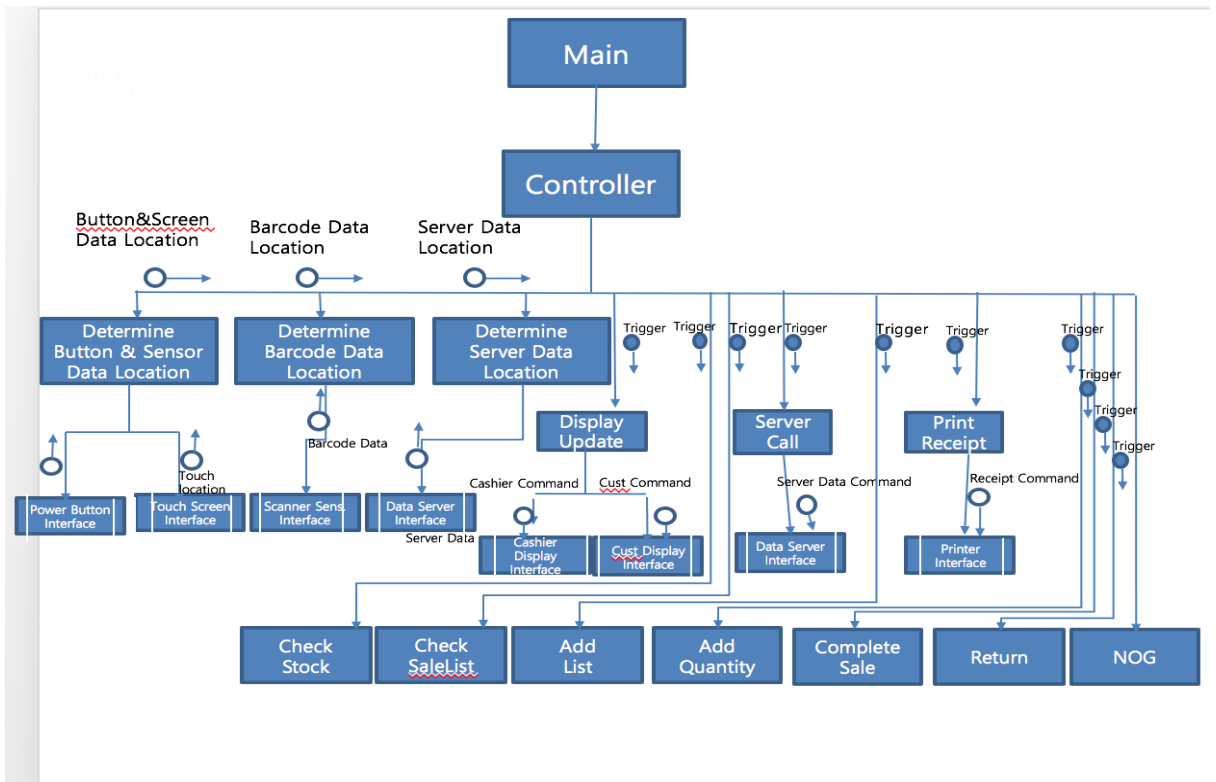 Main
Controller
Button&Screen
Data Location
Barcode Data
Location
Server Data
Location
Determine
Button & Sensor
Data Location
Determine
Barcode Data
Location
Determine
Server Data
Location
Trigger
Trigger
Trigger
Trigger
Trigger
Trigger
Trigger
Trigger
Trigger
Trigger
Display
Update
Server
Call
Print
Receipt
Barcode Data
Touch
location
Cashier Command
Cust Command
Server Data Command
Receipt Command
Power Button
Interface
Touch Screen
Interface
Scanner Sens.
Interface
Data Server
Interface
Server Data
Cashier
Display
Interface
Cust Display
Interface
Data Server
Interface
Printer
Interface
Check
Stock
Check
SaleList
Add
List
Add
Quantity
Complete
Sale
Return
NOG